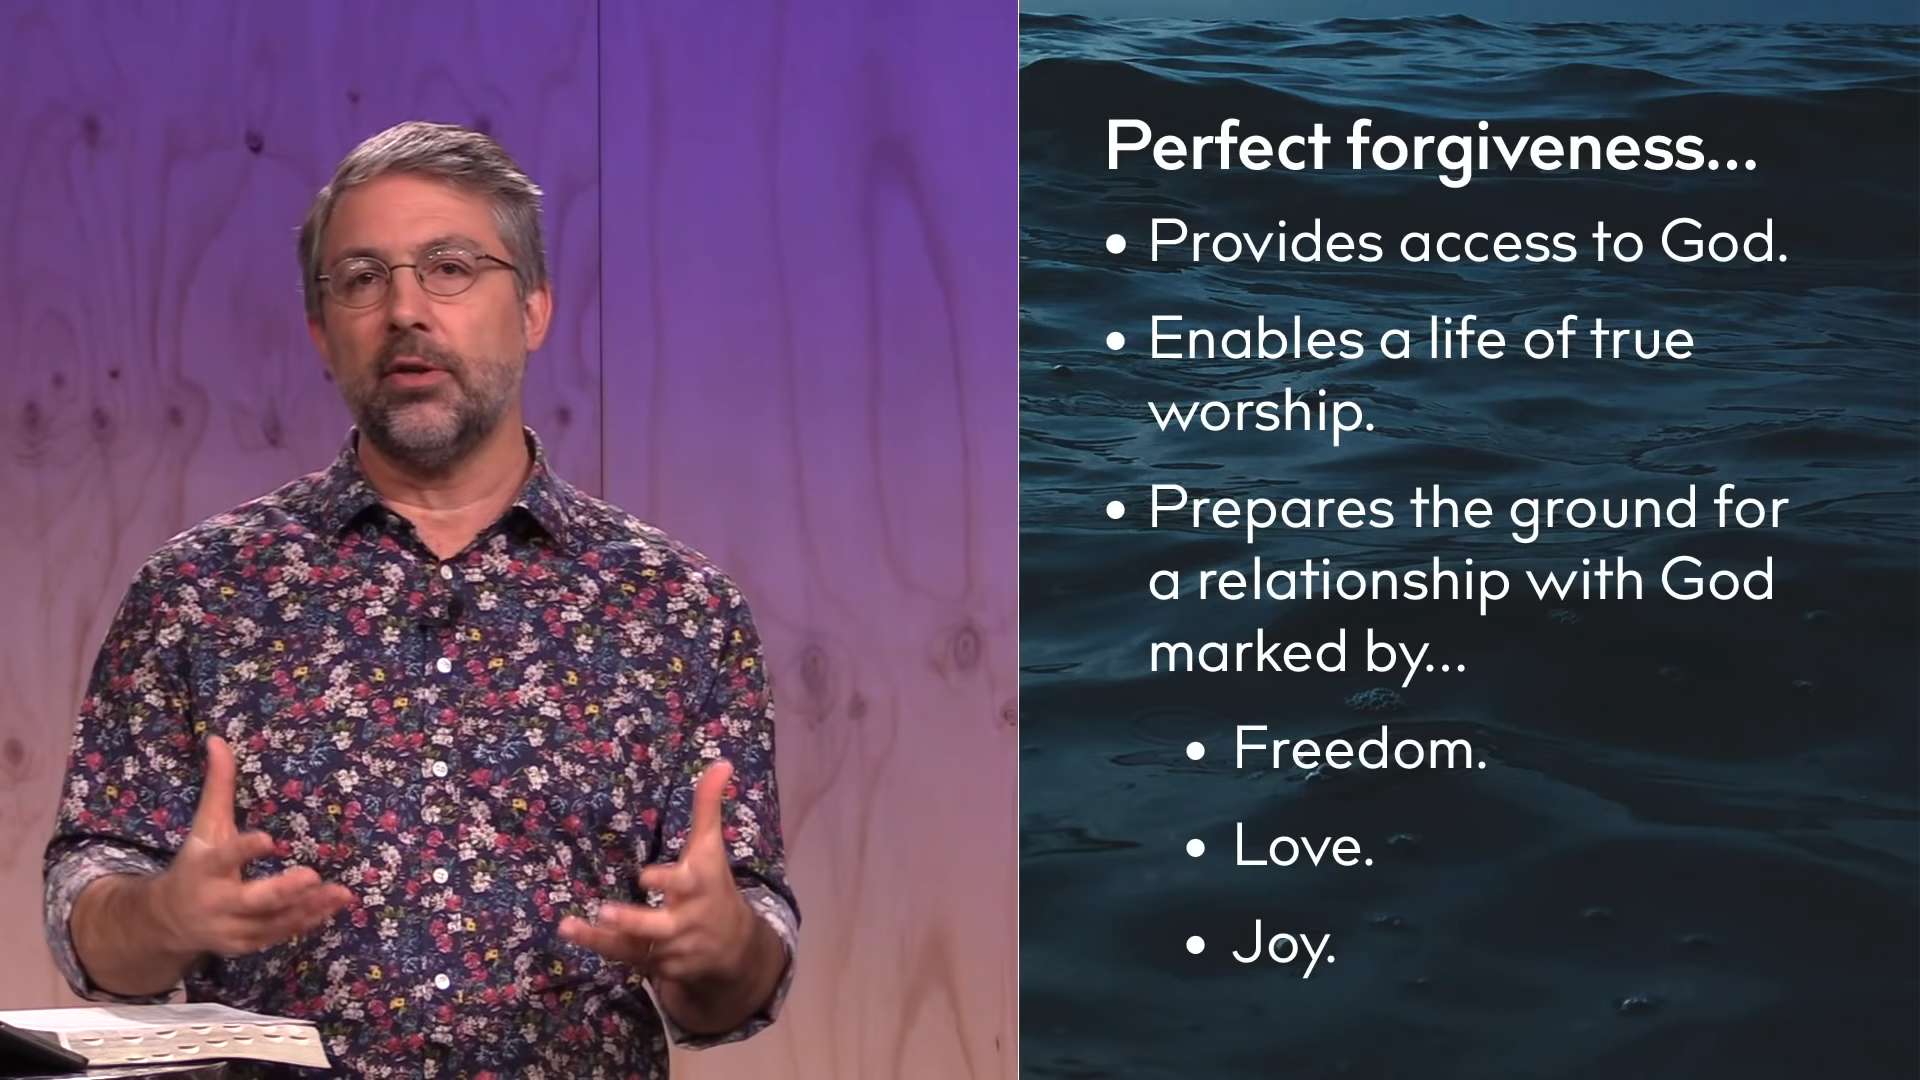 Perfect forgiveness...
• Provides access to God.
• Enables a life of true
worship.
• Prepares the ground for
a relationship with God
marked by...
• Freedom.
• Love.
• Joy.